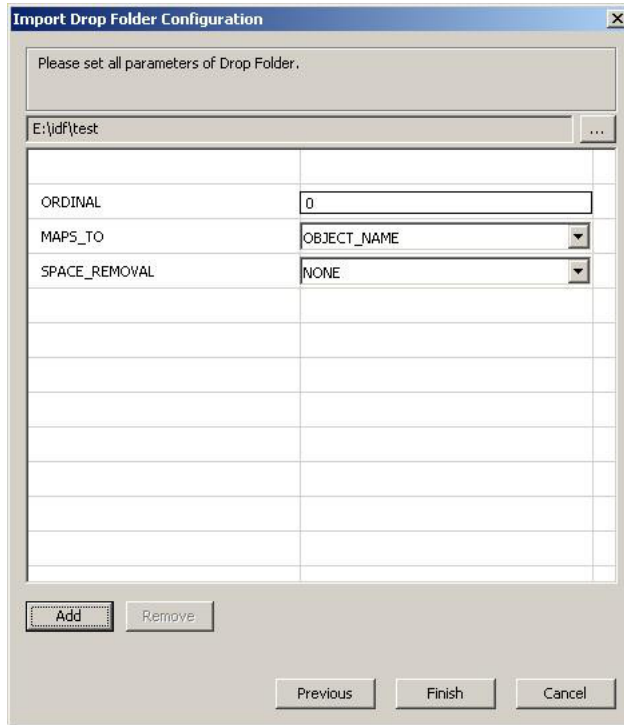 Import Drop Folder Configuration
Please set all parameters of Drop Folder.
E:\idf\test
...
ORDINAL
0
MAPS_TO
OBJECT_NAME
SPACE_REMOVAL
NONE
Add
Remove
Previous
Finish
Cancel